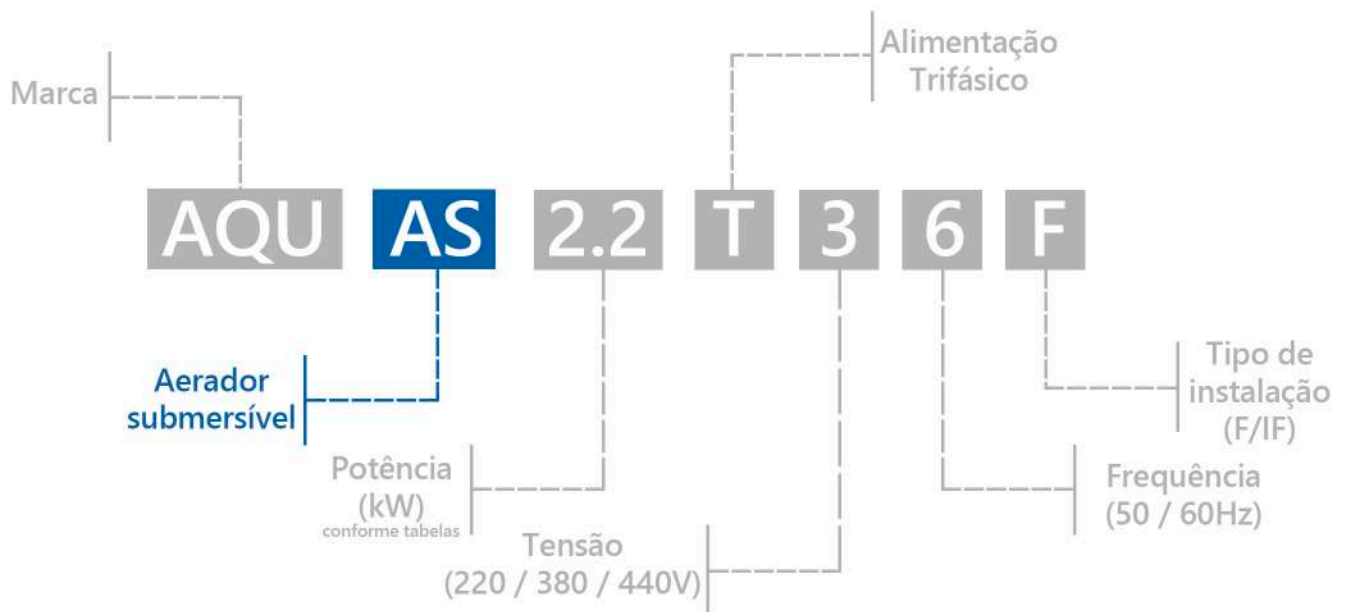 Alimentação
Trifásico
Marca
AQU AS 2.2 T 3 6 F
Aerador
submersível
Tipo de
instalação
(F/IF)
Potência
(kW)
conforme tabelas
Frequência
(50 / 60Hz)
Tensão
(220 / 380 / 440V)